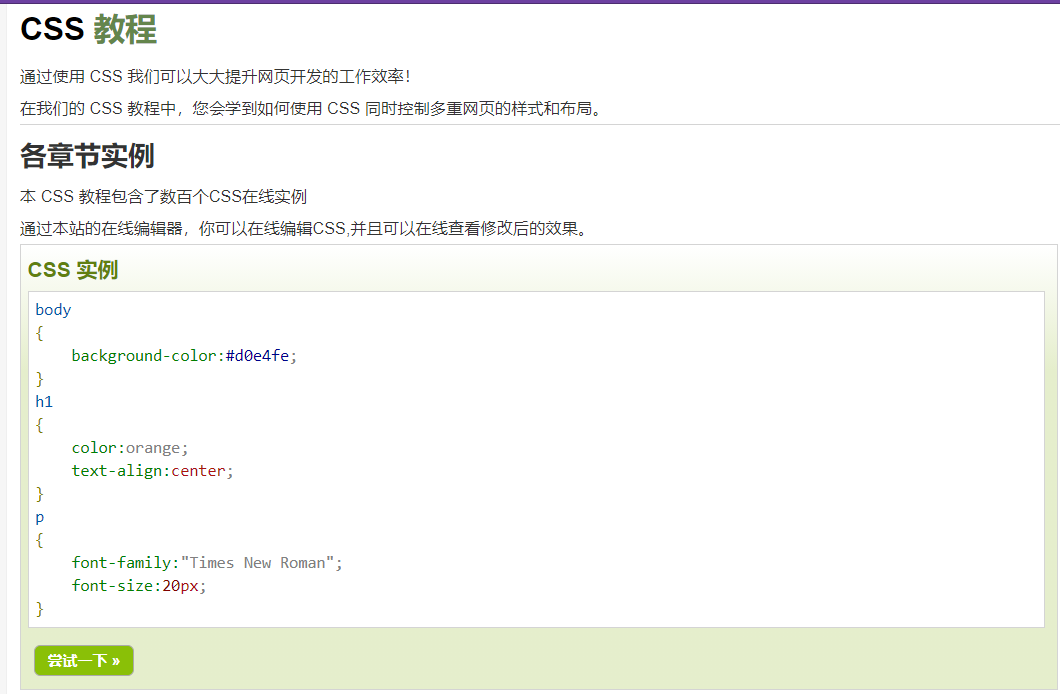 CSS 教程
通过使用 CSS 我们可以大大提升网页开发的工作效率！
在我们的 CSS 教程中，您会学到如何使用 CSS 同时控制多重网页的样式和布局。
各章节实例
本 CSS 教程包含了数百个CSS在线实例
通过本站的在线编辑器，你可以在线编辑CSS,并且可以在线查看修改后的效果。
CSS 实例
body
{
    background-color:#d0e4fe;
}
h1
{
    color:orange;
    text-align:center;
}
p
{
    font-family:"Times New Roman";
    font-size:20px;
}
尝试一下 »